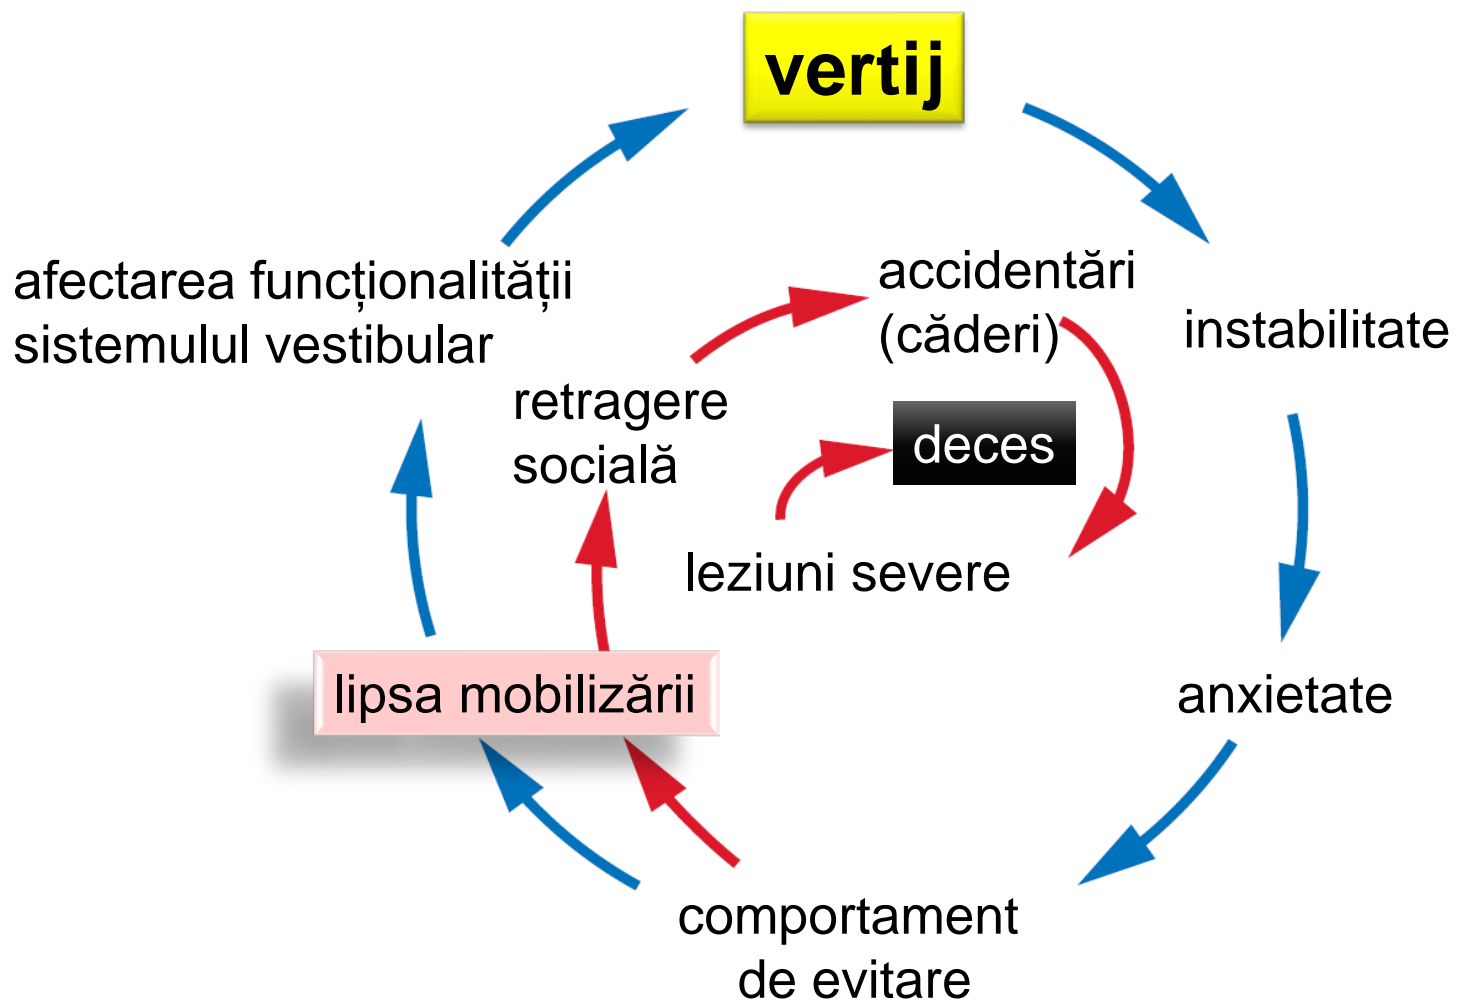 vertij
afectarea funcționalității
sistemulul vestibular
accidentări
(căderi)
instabilitate
retragere
socială
deces
leziuni severe
lipsa mobilizării
anxietate
comportament
de evitare